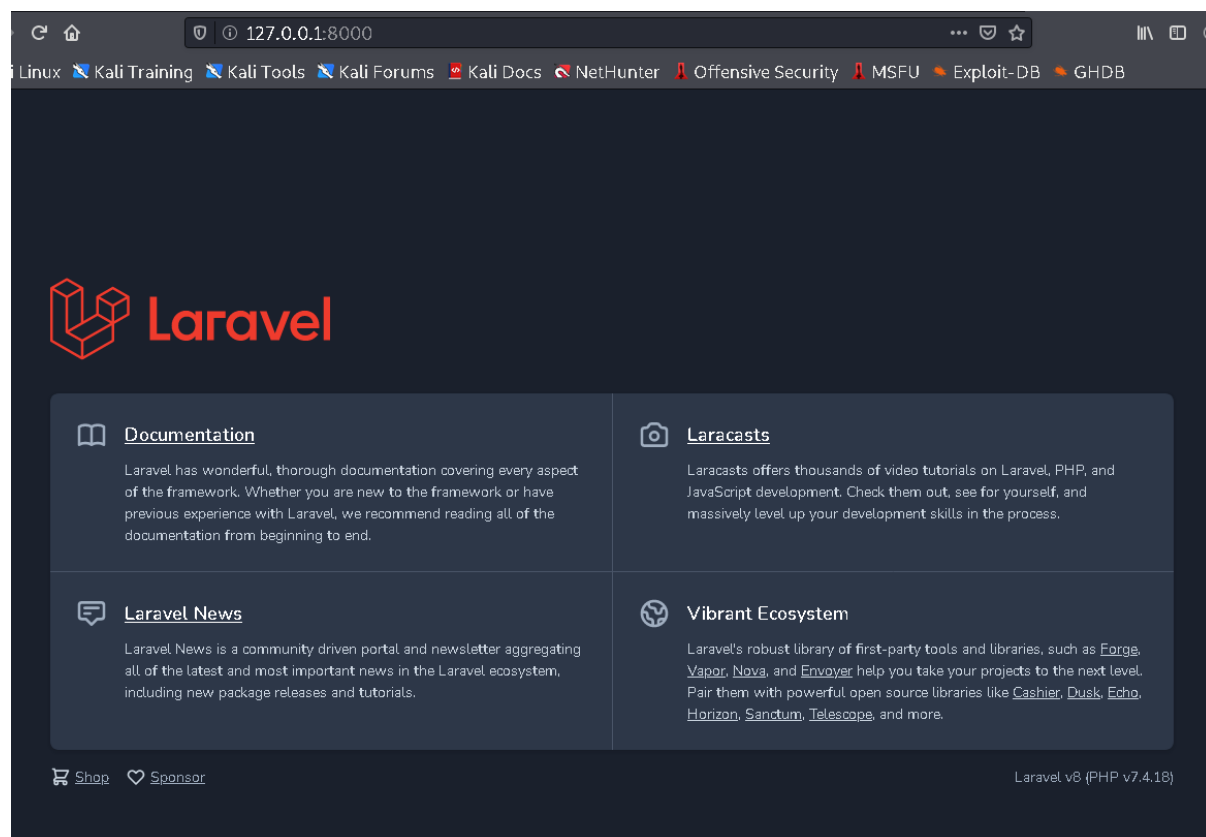 127.0.0.1:8000
i Linux Kali Training Kali Tools Kali Forums Kali Docs NetHunter Offensive Security MSFU Exploit-DB GHDB
Laravel
Documentation
Laravel has wonderful, thorough documentation covering every aspect
of the framework. Whether you are new to the framework or have
previous experience with Laravel, we recommend reading all of the
documentation from beginning to end.
Laracasts
Laracasts offers thousands of video tutorials on Laravel, PHP, and
JavaScript development. Check them out, see for yourself, and
massively level up your development skills in the process.
Laravel News
Laravel News is a community driven portal and newsletter aggregating
all of the latest and most important news in the Laravel ecosystem,
including new package releases and tutorials.
Vibrant Ecosystem
Laravel's robust library of first-party tools and libraries, such as Forge,
Vapor, Nova, and Envoyer help you take your projects to the next level.
Pair them with powerful open source libraries like Cashier, Dusk, Echo,
Horizon, Sanctum, Telescope, and more.
Shop Sponsor
Laravel v8 (PHP v7.4.18)